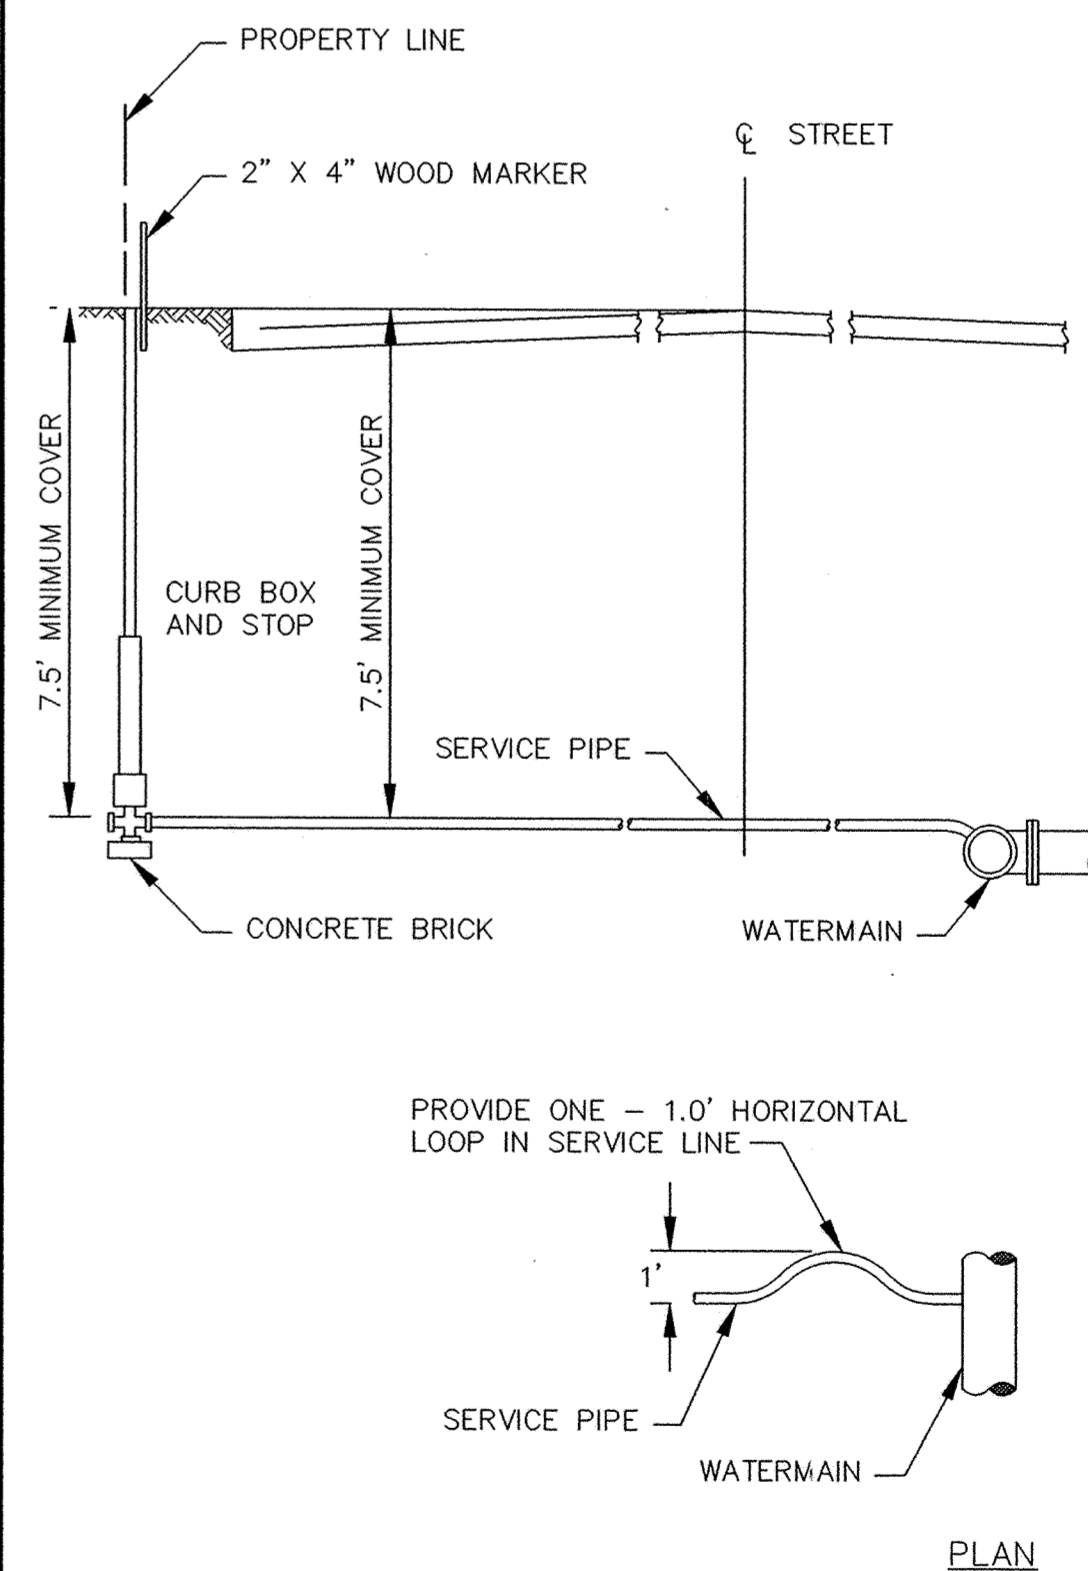 PROPERTY LINE
℄ STREET
2" X 4" WOOD MARKER
7.5' MINIMUM COVER
7.5' MINIMUM COVER
CURB BOX
AND STOP
SERVICE PIPE
CONCRETE BRICK
WATERMAIN
PROVIDE ONE – 1.0' HORIZONTAL
LOOP IN SERVICE LINE
1'
SERVICE PIPE
WATERMAIN
PLAN